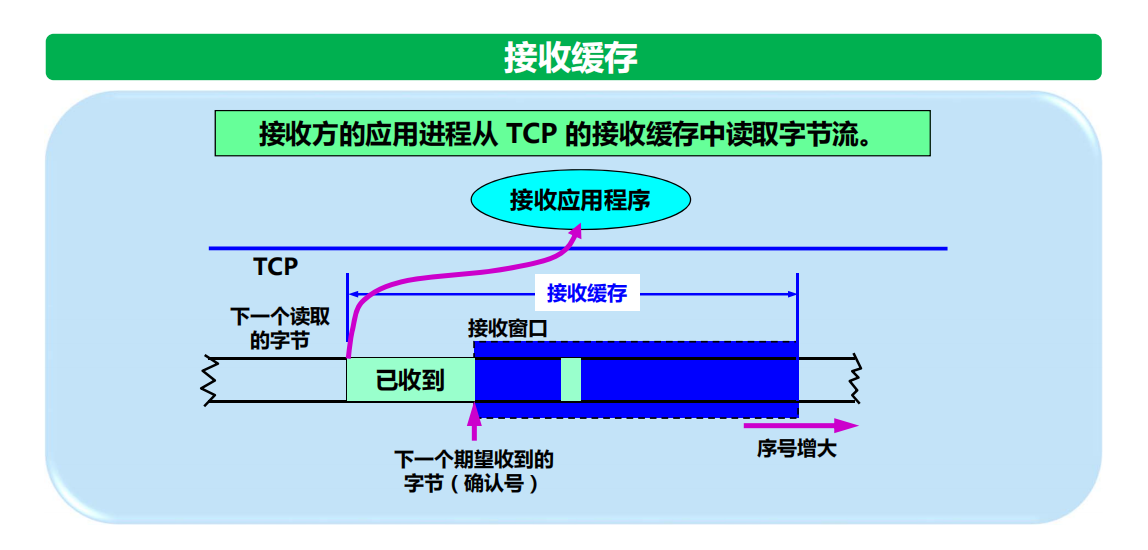 接收缓存
接收方的应用进程从 TCP 的接收缓存中读取字节流。
接收应用程序
TCP
接收缓存
下一个读取
的字节
接收窗口
已收到
下一个期望收到的
字节（确认号）
序号增大